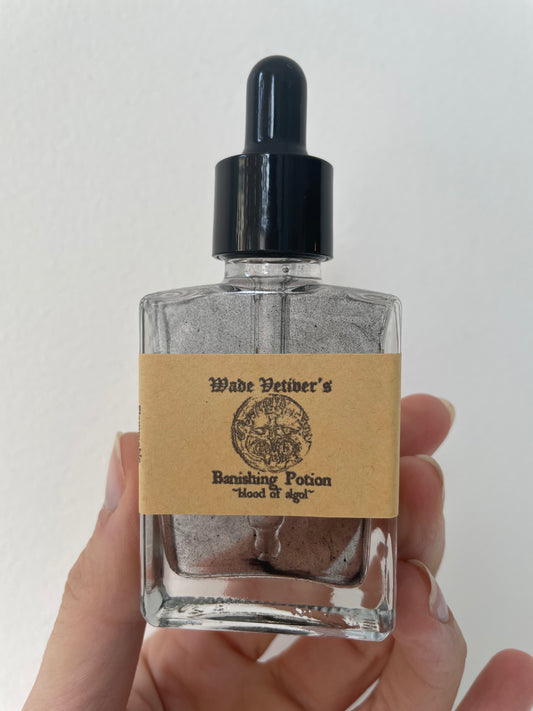 Wade Vetiver's
Banishing Potion
~blood of algol~